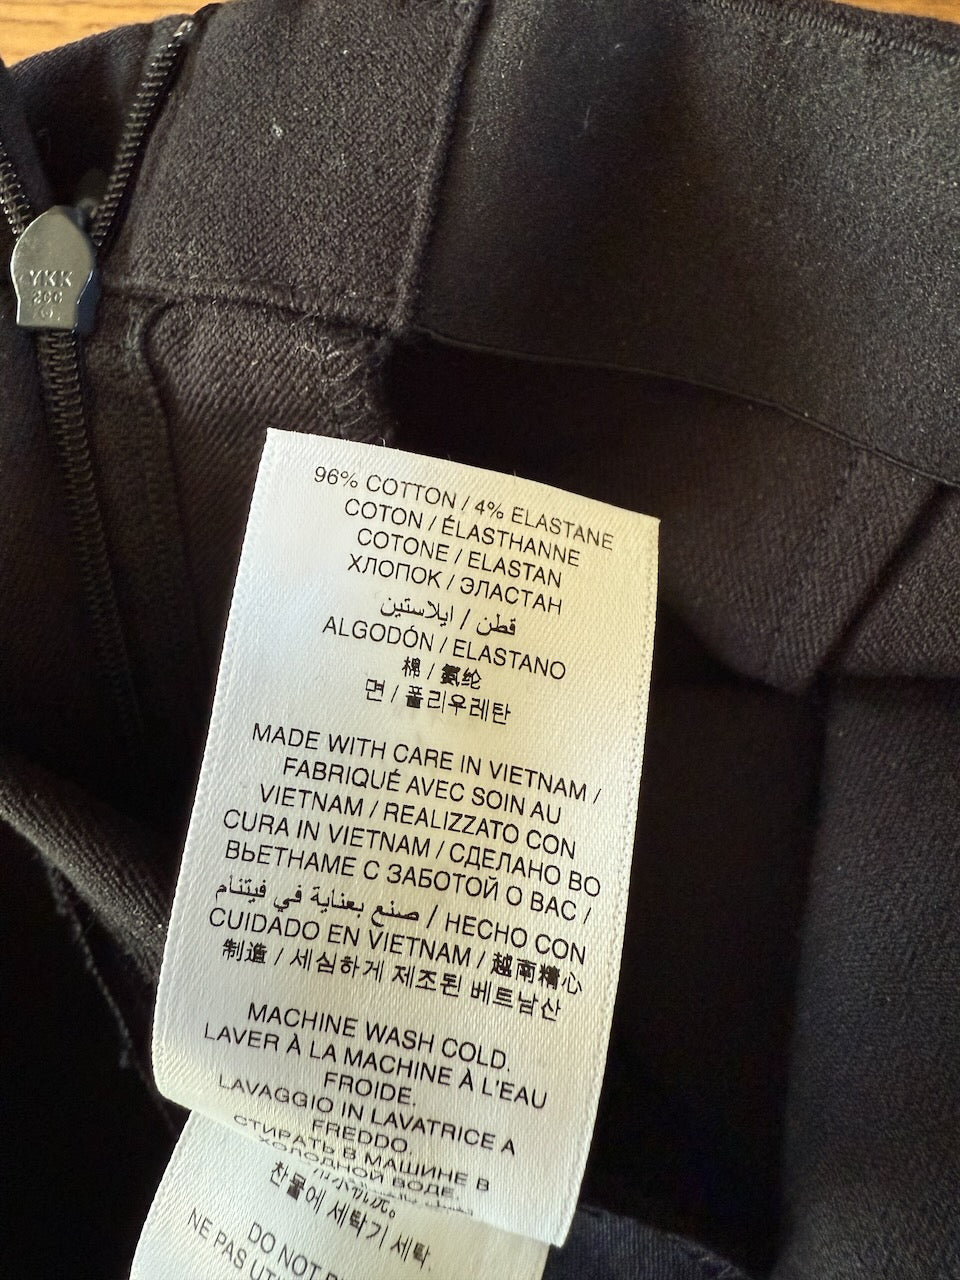 YKK
2CC
96% COTTON / 4% ELASTANE
COTON / ÉLASTHANNE
COTONE / ELASTAN
ХЛОПОК / ЭЛАСТАН
قطن / ايلاستين
ALGODÓN / ELASTANO
棉 / 氨纶
면 / 폴리우레탄
MADE WITH CARE IN VIETNAM /
FABRIQUÉ AVEC SOIN AU
VIETNAM / REALIZZATO CON
CURA IN VIETNAM / СДЕЛАНО ВО
ВЬЕТНАМЕ С ЗАБОТОЙ О ВАС /
صنع بعناية في فيتنام / HECHO CON
CUIDADO EN VIETNAM / 越南精心
制造 / 세심하게 제조된 베트남산
MACHINE WASH COLD.
LAVER À LA MACHINE À L'EAU
FROIDE.
LAVAGGIO IN LAVATRICE A
FREDDO.
СТИРАТЬ В МАШИНЕ В
ХОЛОДНОЙ ВОДЕ.
찬물에 세탁기 세탁.
DO NOT
NE PAS